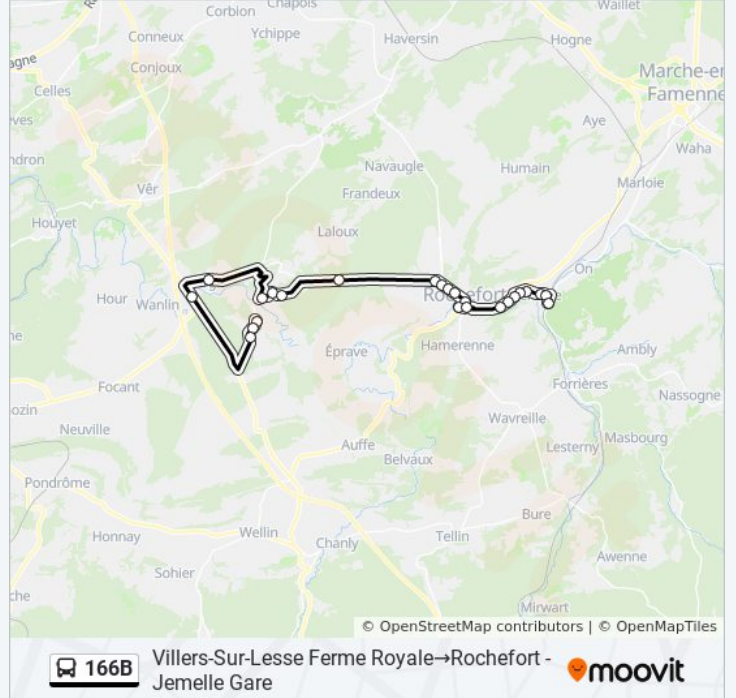 Corbion
Chapois
Waillet
Conneux
Ychippe
Haversin
Hogne
Conjoux
Marche-en
Famenne
Celles
Aye
Waha
Navaugle
Humain
Marloie
Vêr
Frandeux
Houyet
Laloux
On
Hour
Wanlin
Rochefort
Ambly
Éprave
Hamerenne
Forrières
Focant
Nassogne
Neuville
Wavreille
Masbourg
Auffe
Lesterny
Belvaux
Pondrôme
Bure
Honnay
Wellin
Chanly
Tellin
Awenne
Sohier
Mirwart
© OpenStreetMap contributors | © OpenMapTiles
166B
Villers-Sur-Lesse Ferme Royale→Rochefort -
Jemelle Gare
moovit